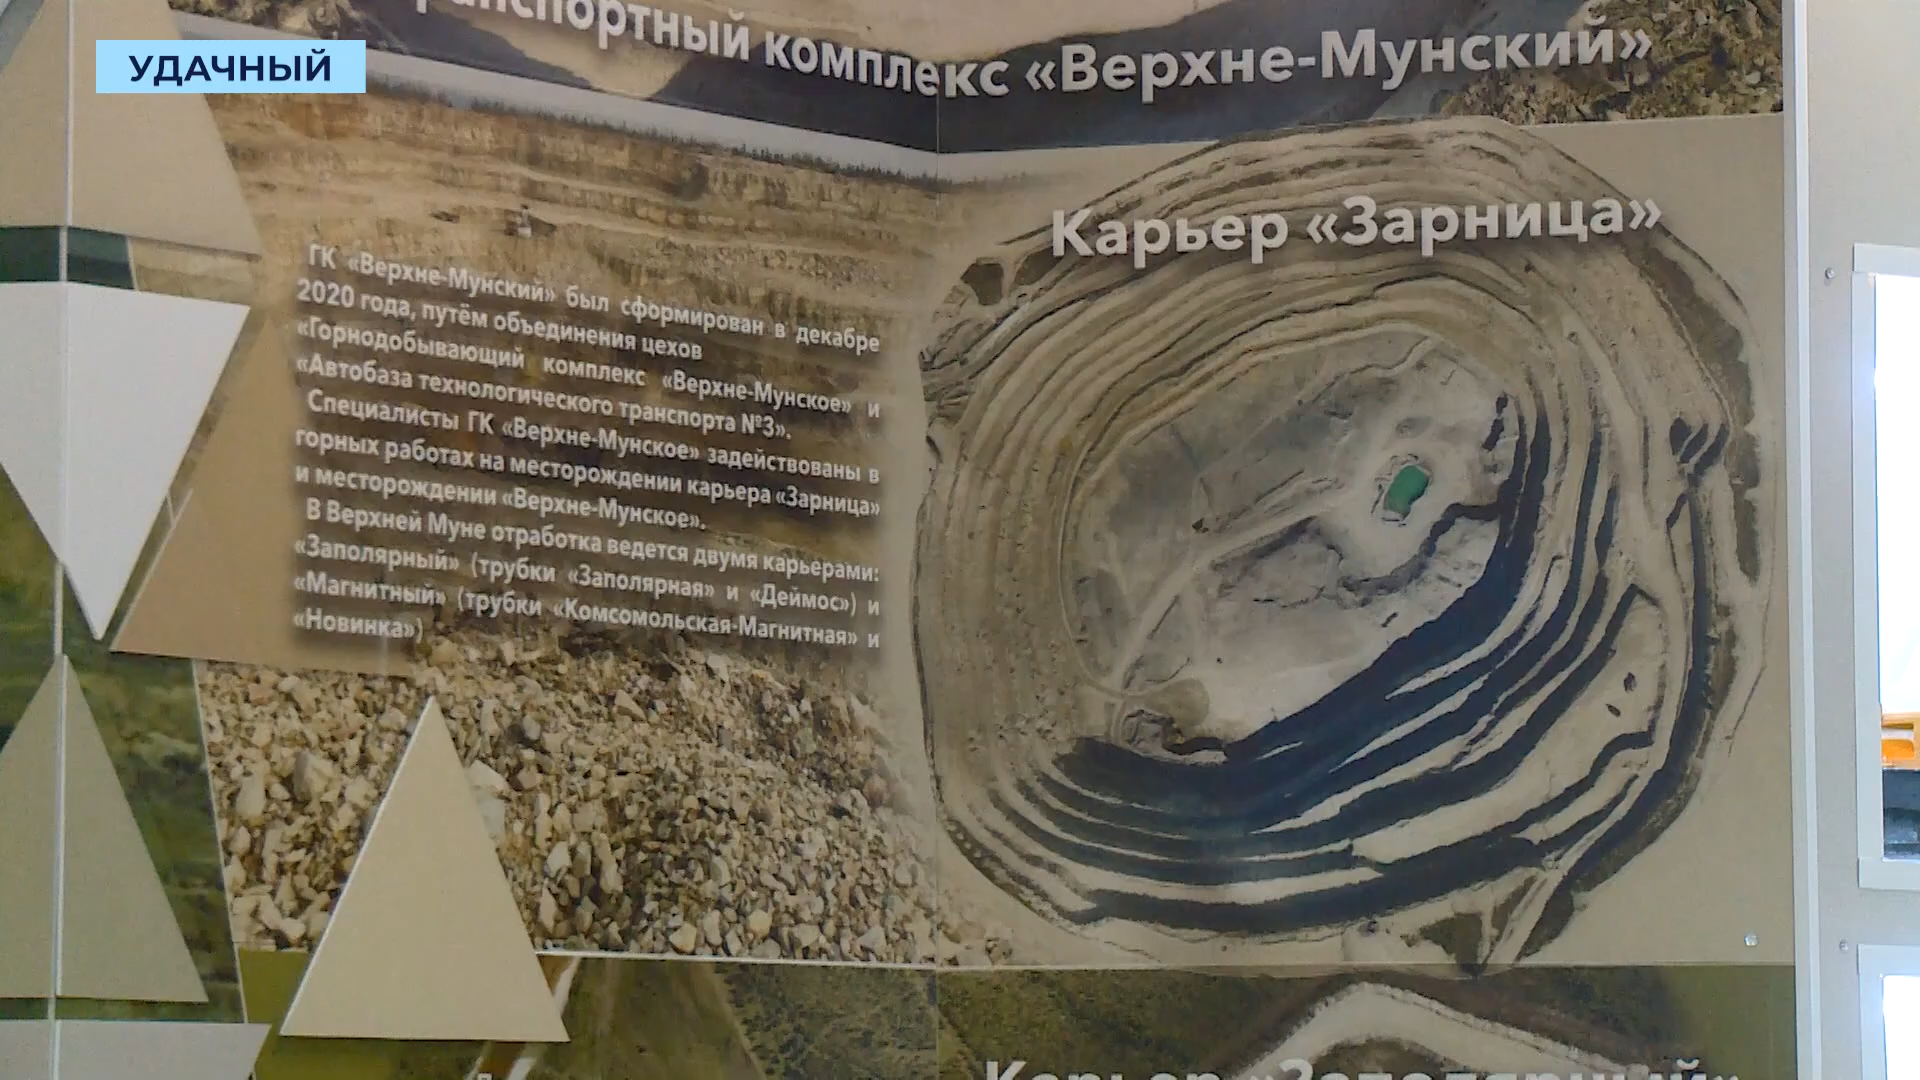 УДАЧНЫЙ
комплекс «Верхне-Мунский»
Карьер «Зарница»
ГК «Верхне-Мунский» был сформирован в декабре
2020 года, путём объединения цехов
«Горнодобывающий комплекс «Верхне-Мунское» и
«Автобаза технологического транспорта №3».
Специалисты ГК «Верхне-Мунское» задействованы в
горных работах на месторождении карьера «Зарница»
и месторождении «Верхне-Мунское».
В Верхней Муне отработка ведется двумя карьерами:
«Заполярный» (трубки «Заполярная» и «Деймос») и
«Магнитный» (трубки «Комсомольская-Магнитная» и
«Новинка»)
Карьер «Заполярный»